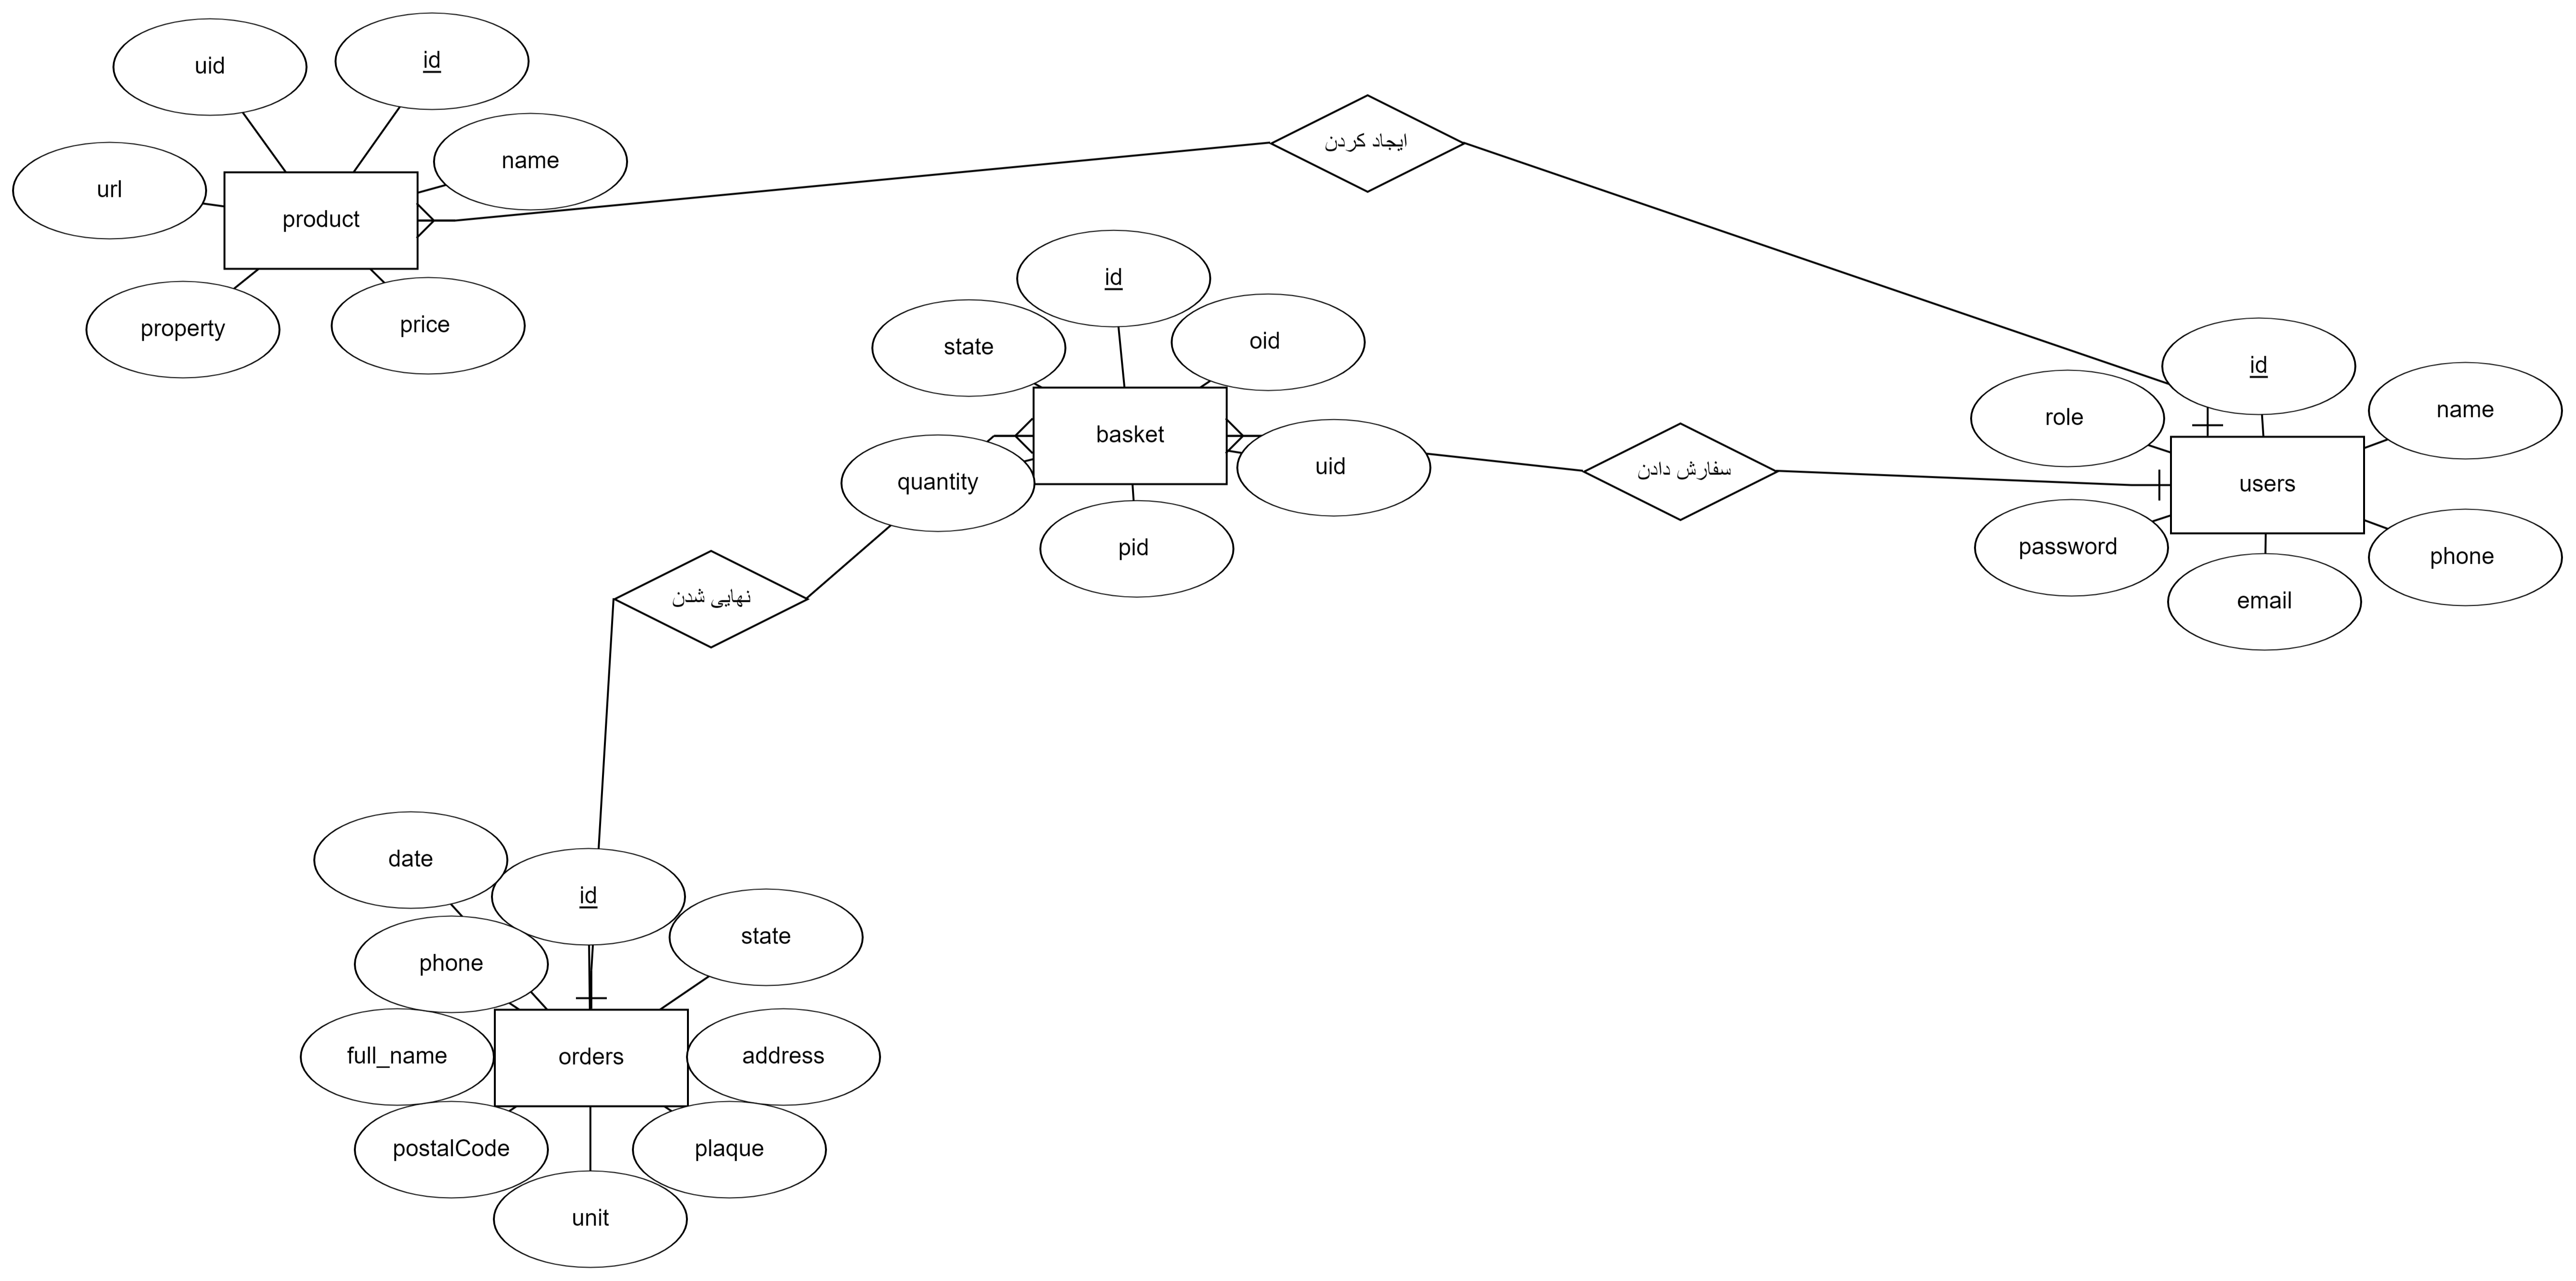 uid
id
name
url
product
property
price
ایجاد کردن
id
state
oid
basket
quantity
uid
pid
سفارش دادن
id
role
name
users
password
phone
email
نهایی شدن
date
id
state
phone
full_name
orders
address
postalCode
plaque
unit